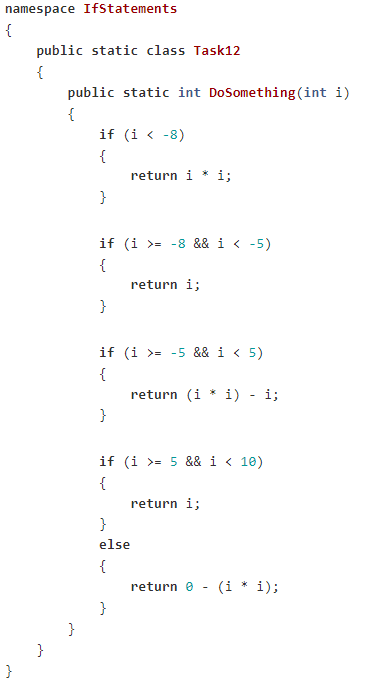 namespace IfStatements
{
    public static class Task12
    {
        public static int DoSomething(int i)
        {
            if (i < -8)
            {
                return i * i;
            }

            if (i >= -8 && i < -5)
            {
                return i;
            }

            if (i >= -5 && i < 5)
            {
                return (i * i) - i;
            }

            if (i >= 5 && i < 10)
            {
                return i;
            }
            else
            {
                return 0 - (i * i);
            }
        }
    }
}